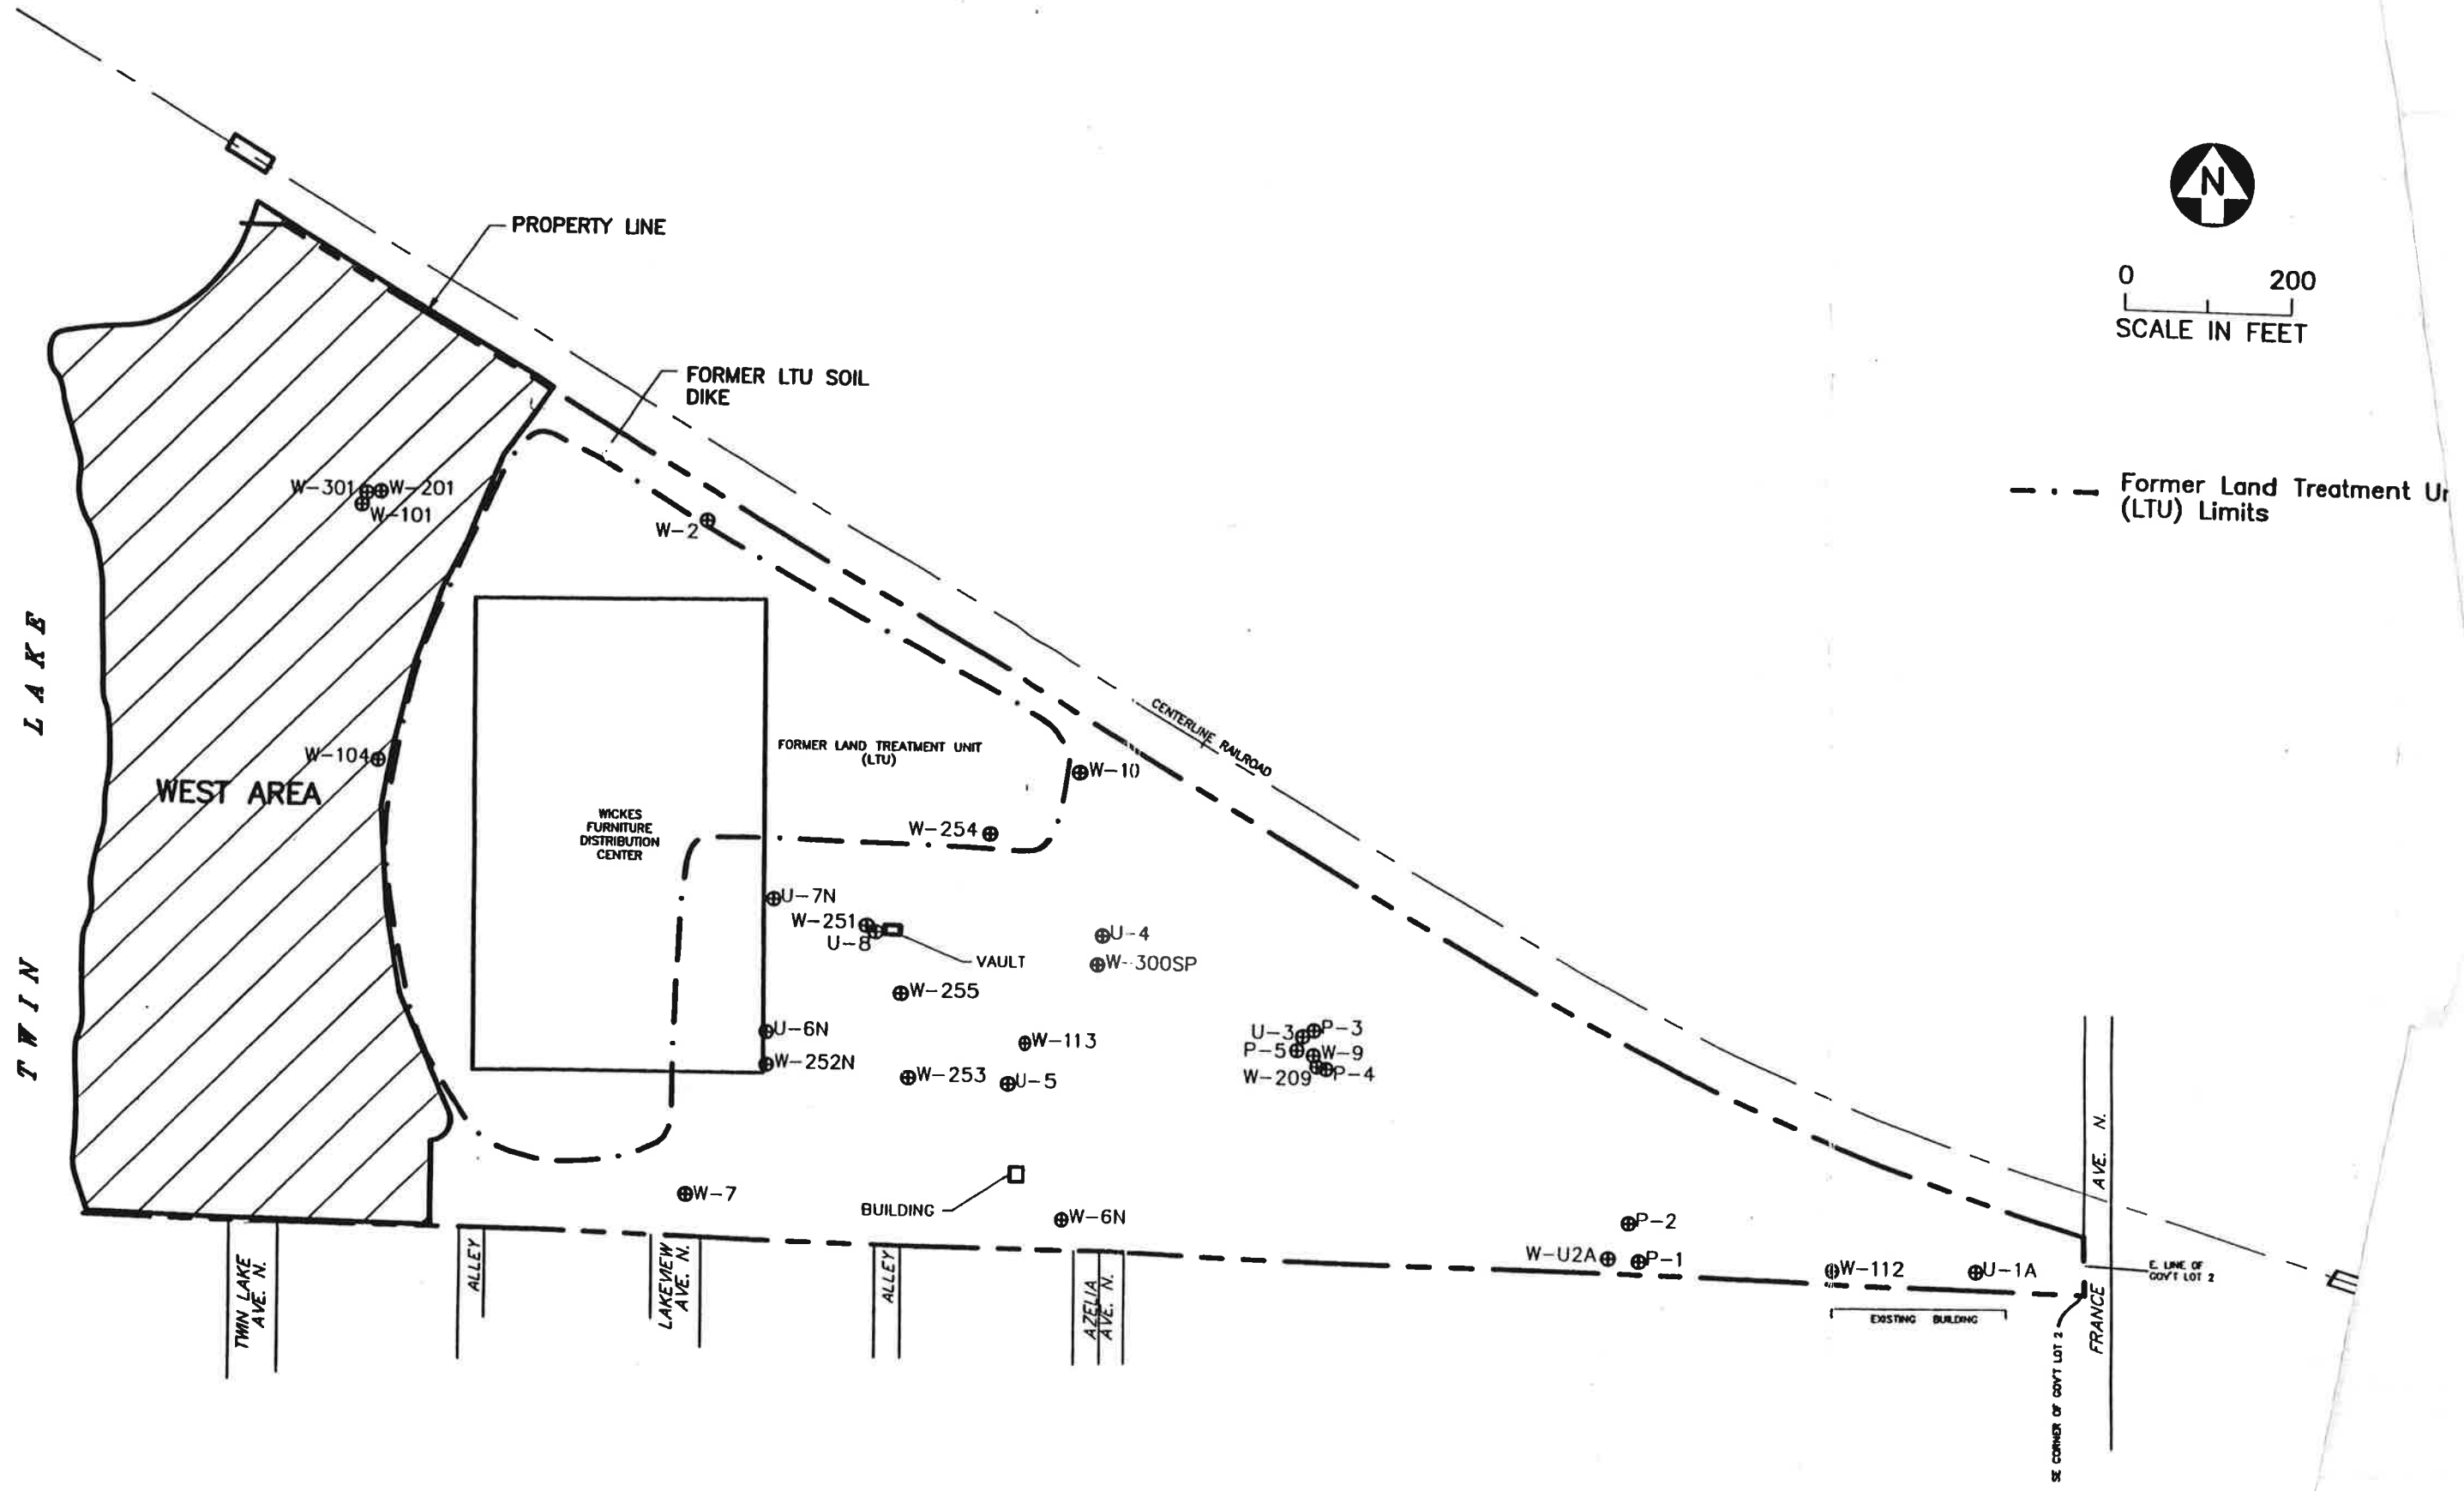 N
0 200
SCALE IN FEET
PROPERTY LINE
FORMER LTU SOIL
DIKE
Former Land Treatment Ur
(LTU) Limits
W-301
W-201
W-101
W-2
TWIN LAKE
WEST AREA
W-104
FORMER LAND TREATMENT UNIT
(LTU)
CENTERLINE RAILROAD
W-10
WICKES
FURNITURE
DISTRIBUTION
CENTER
W-254
U-7N
W-251
U-8
VAULT
U-4
W-300SP
W-255
U-6N
W-252N
W-113
W-253
U-5
U-3
P-3
P-5
W-9
W-209
P-4
W-7
BUILDING
W-6N
P-2
W-U2A
P-1
W-112
U-1A
EXISTING BUILDING
E. LINE OF
GOV'T LOT 2
SE CORNER OF GOV'T LOT 2
FRANCE AVE. N.
TWIN LAKE
AVE. N.
ALLEY
LAKEVIEW
AVE. N.
ALLEY
AZELIA
AVE. N.